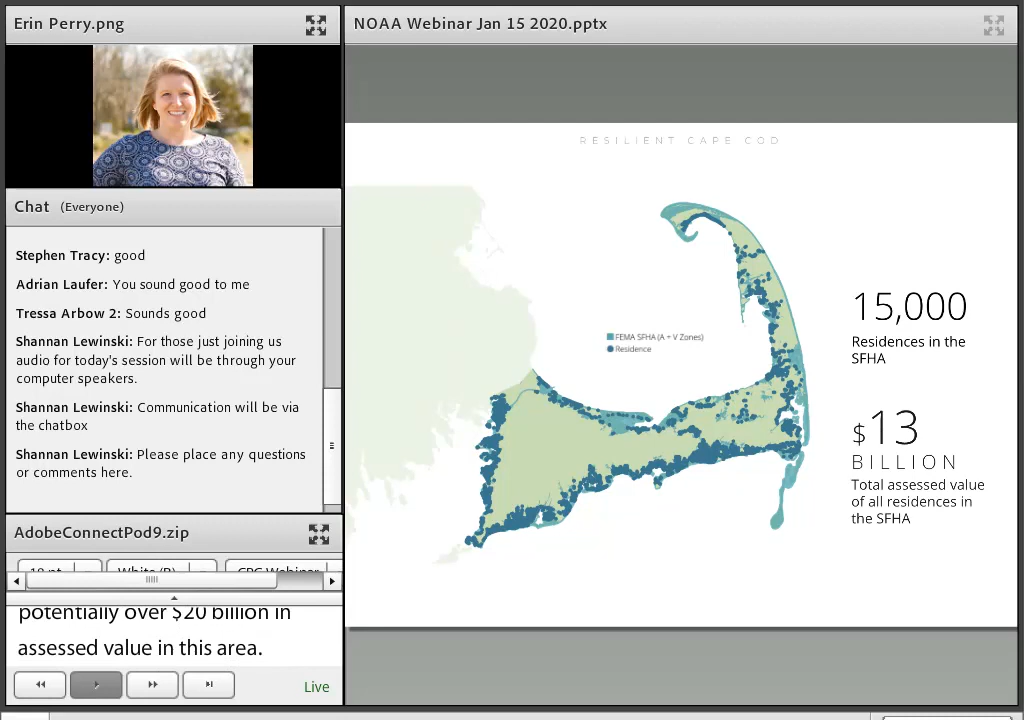 Erin Perry.png
NOAA Webinar Jan 15 2020.pptx
Chat (Everyone)
Stephen Tracy: good
Adrian Laufer: You sound good to me
Tressa Arbow 2: Sounds good
Shannan Lewinski: For those just joining us
audio for today's session will be through your
computer speakers.
Shannan Lewinski: Communication will be via
the chatbox
Shannan Lewinski: Please place any questions
or comments here.
AdobeConnectPod9.zip
18 pt
White (B)
CPC Webinar
potentially over $20 billion in
assessed value in this area.
Live
RESILIENT CAPE COD
FEMA SFHA (A + V Zones)
Residence
15,000
Residences in the
SFHA
$13
BILLION
Total assessed value
of all residences in
the SFHA